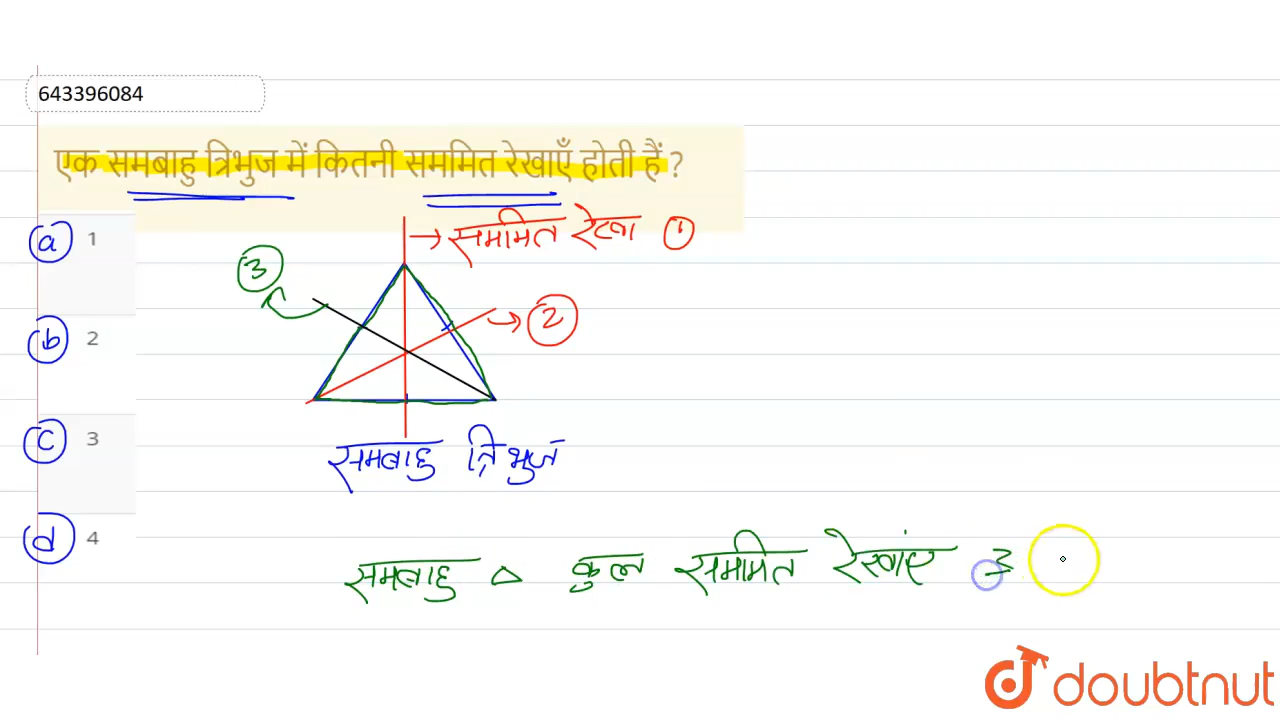 643396084
एक समबाहु त्रिभुज में कितनी सममित रेखाएँ होती हैं ?
a 1
→ सममित रेखा 1
3
→ 2
b 2
c 3
समबाहु त्रिभुज
d 4
समबाहु △ कुल सममित रेखांए 3
doubtnut